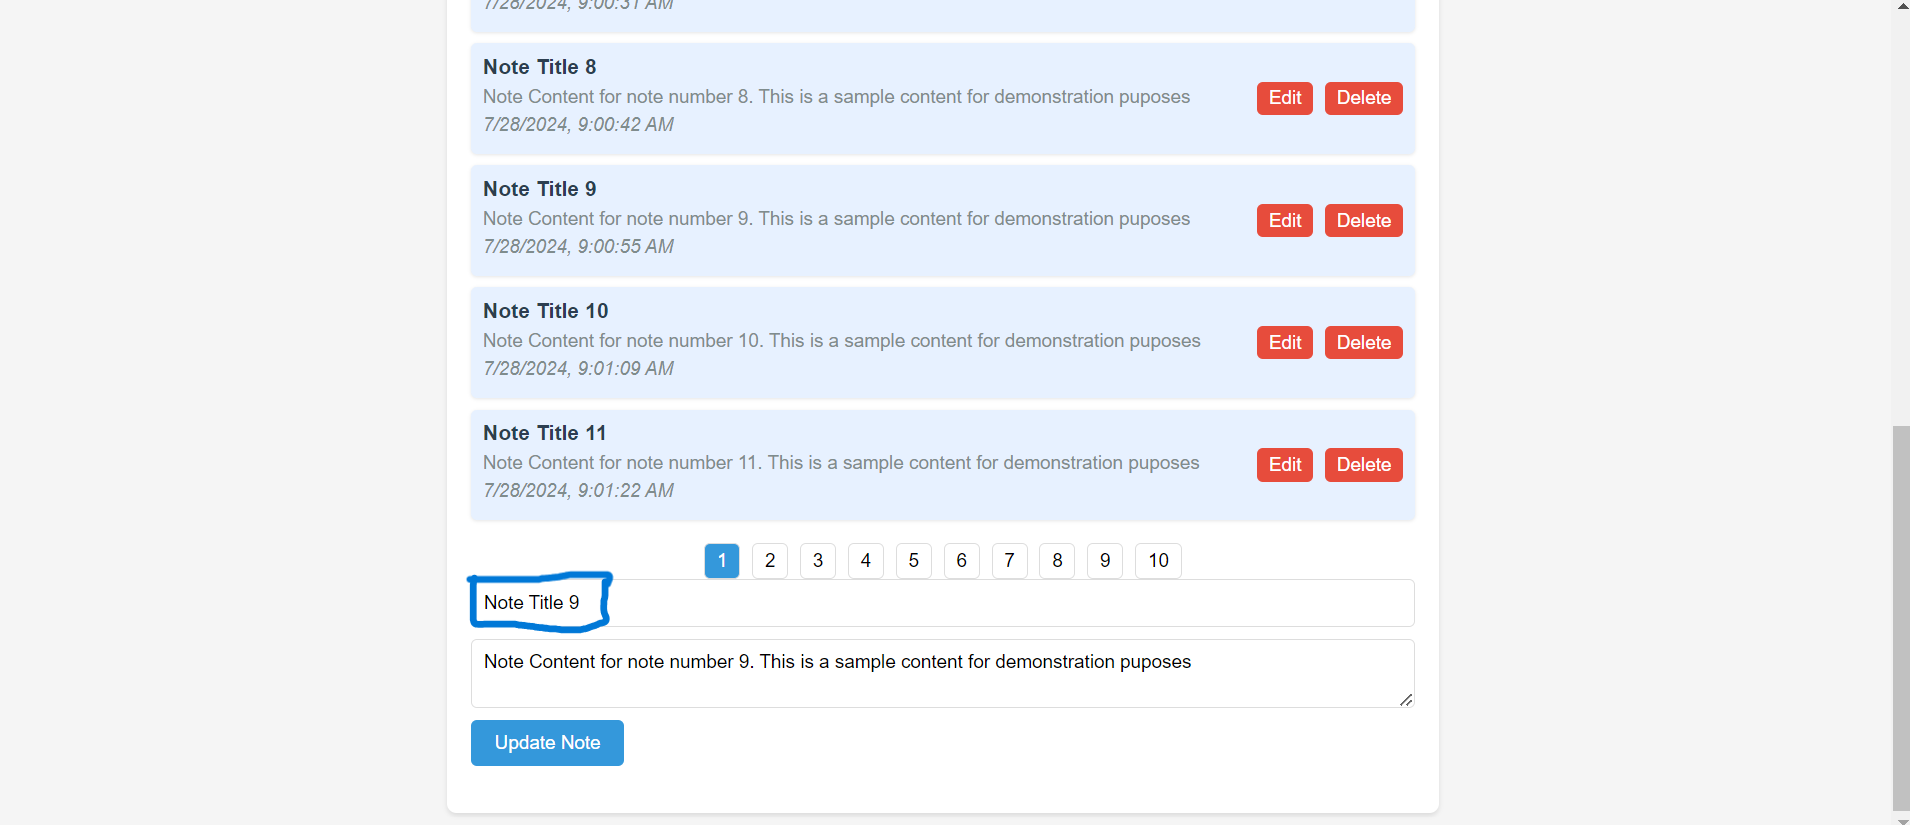 7/28/2024, 9:00:31 AM
Note Title 8
Note Content for note number 8. This is a sample content for demonstration puposes
7/28/2024, 9:00:42 AM
Edit Delete
Note Title 9
Note Content for note number 9. This is a sample content for demonstration puposes
7/28/2024, 9:00:55 AM
Edit Delete
Note Title 10
Note Content for note number 10. This is a sample content for demonstration puposes
7/28/2024, 9:01:09 AM
Edit Delete
Note Title 11
Note Content for note number 11. This is a sample content for demonstration puposes
7/28/2024, 9:01:22 AM
Edit Delete
1 2 3 4 5 6 7 8 9 10
Note Title 9
Note Content for note number 9. This is a sample content for demonstration puposes
Update Note